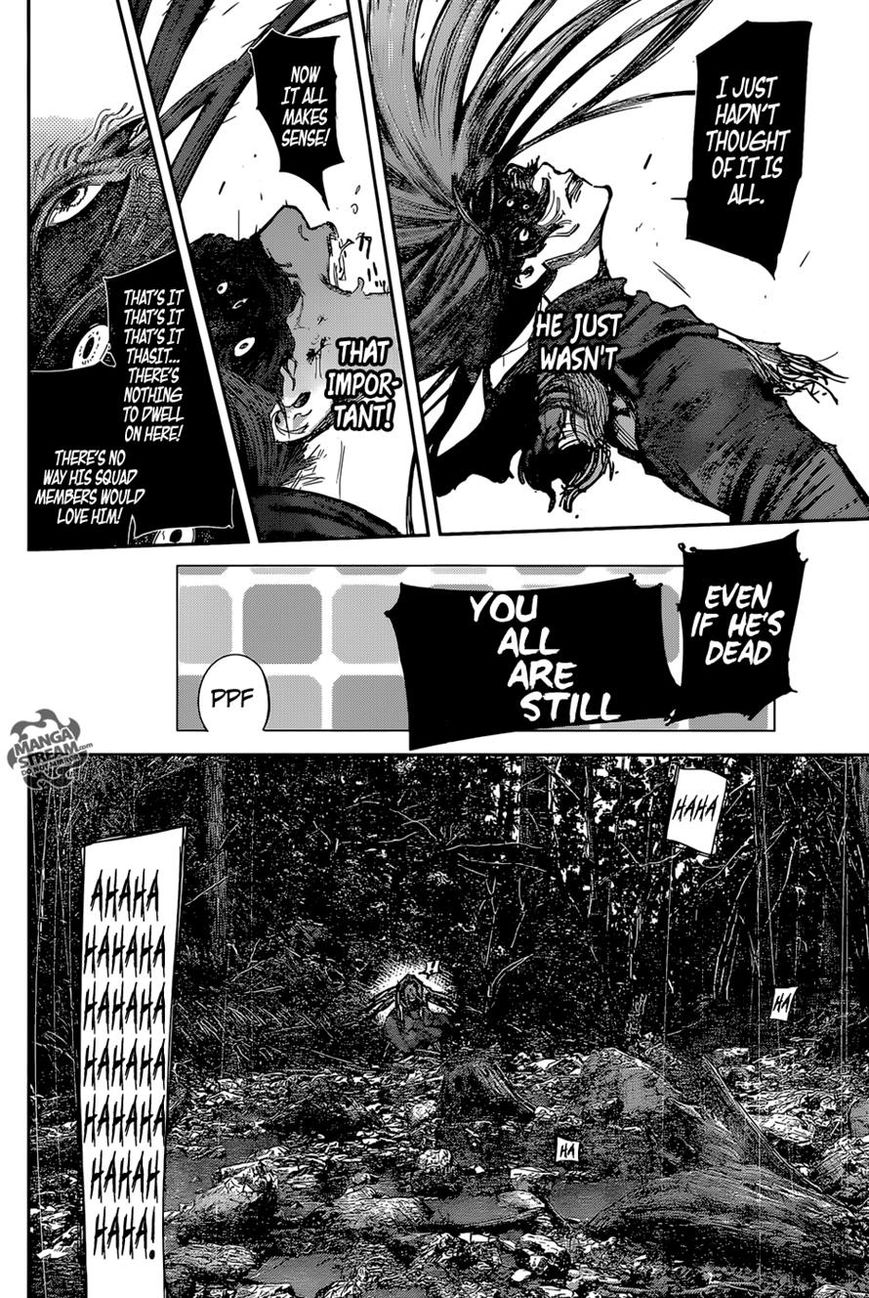 I JUST
HADN'T
THOUGHT
OF IT IS
ALL.
HE JUST
WASN'T
THAT
IMPOR-
TANT!
NOW
IT ALL
MAKES
SENSE!
THAT'S IT
THAT'S IT
THAT'S IT
THASIT...
THERE'S
NOTHING
TO DWELL
ON HERE!
THERE'S NO
WAY HIS SQUAD
MEMBERS WOULD
LOVE HIM!
EVEN
IF HE'S
DEAD
YOU
ALL
ARE
STILL
PPF
MANGA
STREAM.com
HAHA
HA
HA
AHAHA
HAHAHA
HAHAHA
HAHAHA
HAHAHA
HAHAH
HAHA!